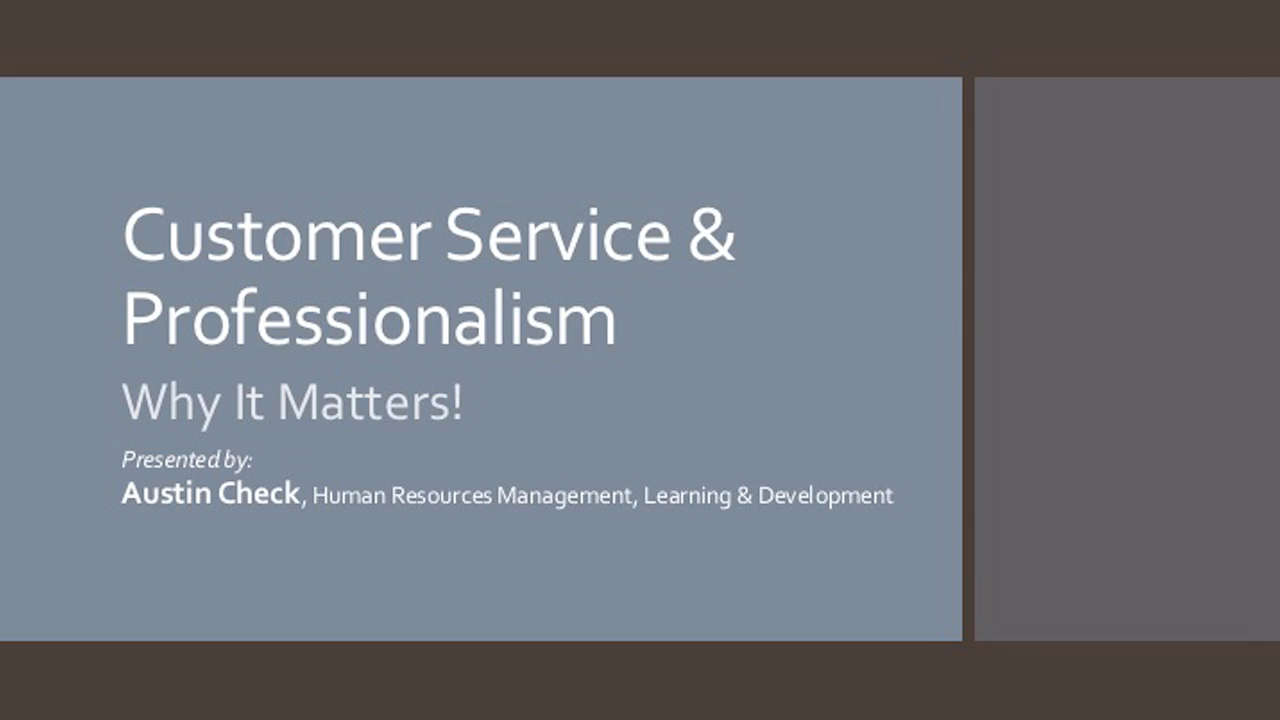 Customer Service &
Professionalism
Why It Matters!
Presented by:
Austin Check, Human Resources Management, Learning & Development